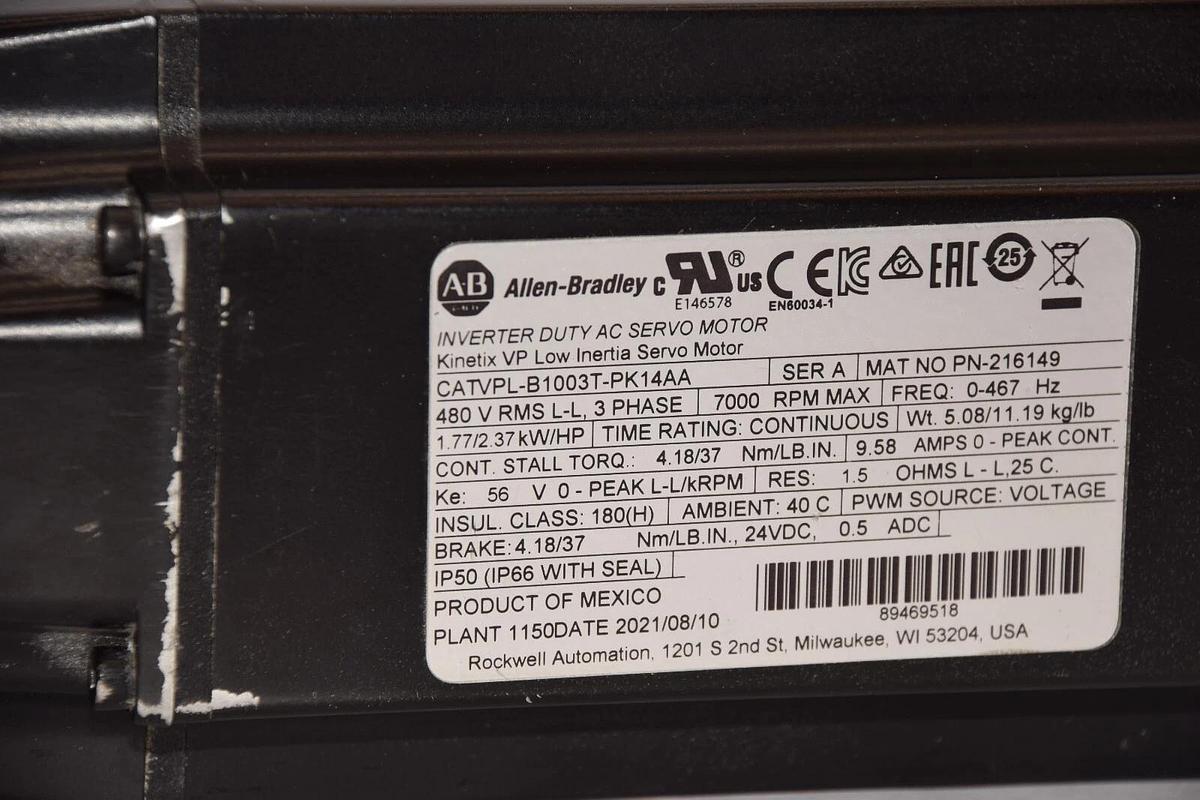 AB Allen-Bradley c RU ® US CE KC EAC 25
E146578 EN60034-1
INVERTER DUTY AC SERVO MOTOR
Kinetix VP Low Inertia Servo Motor
CATVPL-B1003T-PK14AA SER A MAT NO PN-216149
480 V RMS L-L, 3 PHASE 7000 RPM MAX FREQ: 0-467 Hz
1.77/2.37 kW/HP TIME RATING: CONTINUOUS Wt. 5.08/11.19 kg/lb
CONT. STALL TORQ.: 4.18/37 Nm/LB.IN. 9.58 AMPS 0 - PEAK CONT.
Ke: 56 V 0 - PEAK L-L/kRPM RES: 1.5 OHMS L - L,25 C.
INSUL. CLASS: 180(H) AMBIENT: 40 C PWM SOURCE: VOLTAGE
BRAKE: 4.18/37 Nm/LB.IN., 24VDC, 0.5 ADC
IP50 (IP66 WITH SEAL)
PRODUCT OF MEXICO
PLANT 1150DATE 2021/08/10
89469518
Rockwell Automation, 1201 S 2nd St, Milwaukee, WI 53204, USA